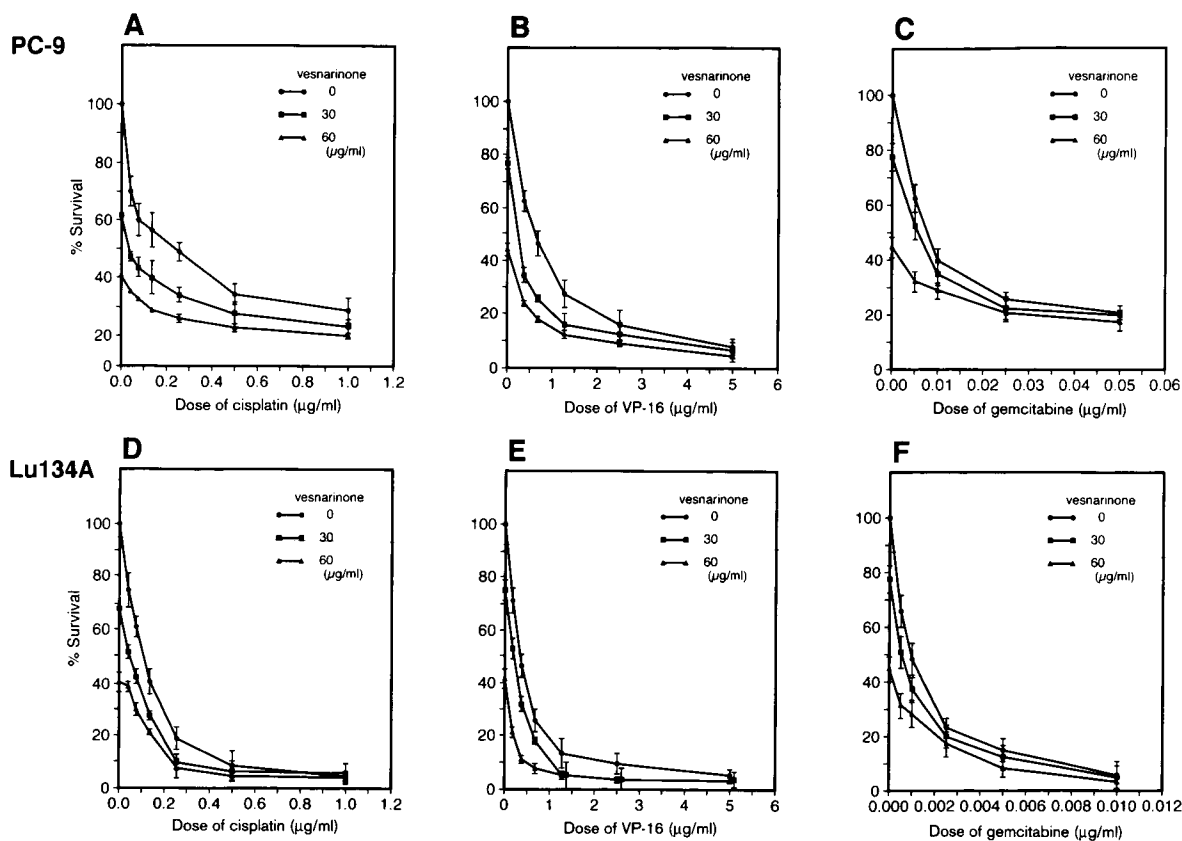 PC-9
A
vesnarinone
0
30
60
(µg/ml)
% Survival
100
80
60
40
20
0
0.0 0.2 0.4 0.6 0.8 1.0 1.2
Dose of cisplatin (µg/ml)
B
vesnarinone
0
30
60
(µg/ml)
100
80
60
40
20
0
0 1 2 3 4 5 6
Dose of VP-16 (µg/ml)
C
vesnarinone
0
30
60
(µg/ml)
100
80
60
40
20
0
0.00 0.01 0.02 0.03 0.04 0.05 0.06
Dose of gemcitabine (µg/ml)
Lu134A
D
vesnarinone
0
30
60
(µg/ml)
% Survival
100
80
60
40
20
0
0.0 0.2 0.4 0.6 0.8 1.0 1.2
Dose of cisplatin (µg/ml)
E
vesnarinone
0
30
60
(µg/ml)
100
80
60
40
20
0
0 1 2 3 4 5 6
Dose of VP-16 (µg/ml)
F
vesnarinone
0
30
60
(µg/ml)
100
80
60
40
20
0
0.000 0.002 0.004 0.006 0.008 0.010 0.012
Dose of gemcitabine (µg/ml)